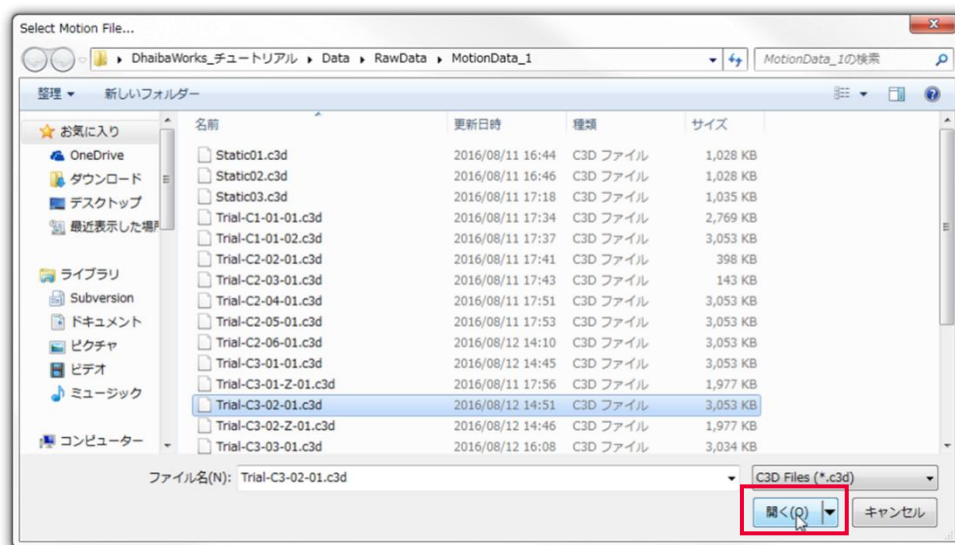 Select Motion File...
DhaibaWorks_チュートリアル ▸ Data ▸ RawData ▸ MotionData_1 MotionData_1の検索
整理 ▼ 新しいフォルダー
お気に入り
OneDrive
ダウンロード
デスクトップ
最近表示した場所
ライブラリ
Subversion
ドキュメント
ピクチャ
ビデオ
ミュージック
コンピューター
名前 更新日時 種類 サイズ
Static01.c3d 2016/08/11 16:44 C3D ファイル 1,028 KB
Static02.c3d 2016/08/11 16:46 C3D ファイル 1,028 KB
Static03.c3d 2016/08/11 17:18 C3D ファイル 1,035 KB
Trial-C1-01-01.c3d 2016/08/11 17:34 C3D ファイル 2,769 KB
Trial-C1-01-02.c3d 2016/08/11 17:37 C3D ファイル 3,053 KB
Trial-C2-02-01.c3d 2016/08/11 17:41 C3D ファイル 398 KB
Trial-C2-03-01.c3d 2016/08/11 17:43 C3D ファイル 143 KB
Trial-C2-04-01.c3d 2016/08/11 17:51 C3D ファイル 3,053 KB
Trial-C2-05-01.c3d 2016/08/11 17:53 C3D ファイル 3,053 KB
Trial-C2-06-01.c3d 2016/08/12 14:10 C3D ファイル 3,053 KB
Trial-C3-01-01.c3d 2016/08/12 14:45 C3D ファイル 3,053 KB
Trial-C3-01-Z-01.c3d 2016/08/11 17:56 C3D ファイル 1,977 KB
Trial-C3-02-01.c3d 2016/08/12 14:51 C3D ファイル 3,053 KB
Trial-C3-02-Z-01.c3d 2016/08/12 14:46 C3D ファイル 1,977 KB
Trial-C3-03-01.c3d 2016/08/12 16:08 C3D ファイル 3,034 KB
ファイル名(N): Trial-C3-02-01.c3d C3D Files (*.c3d)
開く(O) キャンセル